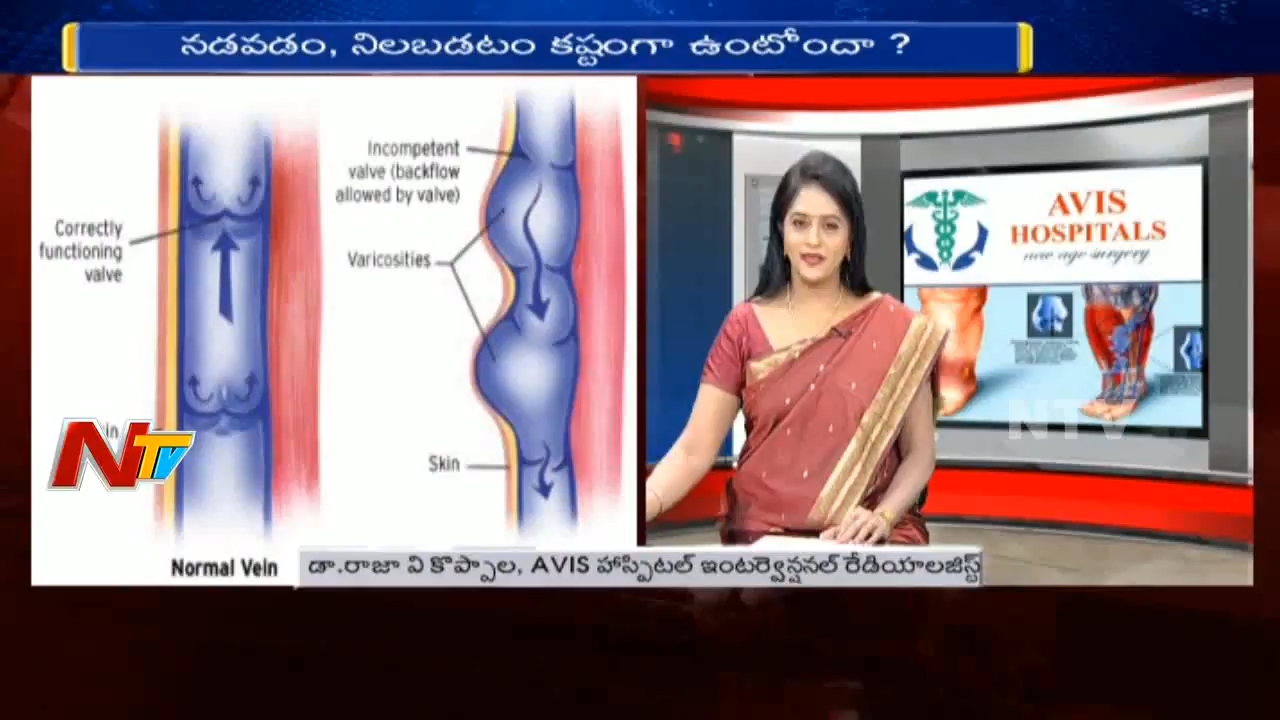 నడవడం, నిలబడటం కష్టంగా ఉంటోందా ?
Incompetent
valve (backflow
allowed by valve)
Correctly
functioning
valve
Varicosities
Skin
Normal Vein
NTV
AVIS
HOSPITALS
new age surgery
NTV
డా.రాజా వి కొప్పాల, AVIS హాస్పిటల్ ఇంటర్వెన్షనల్ రేడియాలజిస్ట్